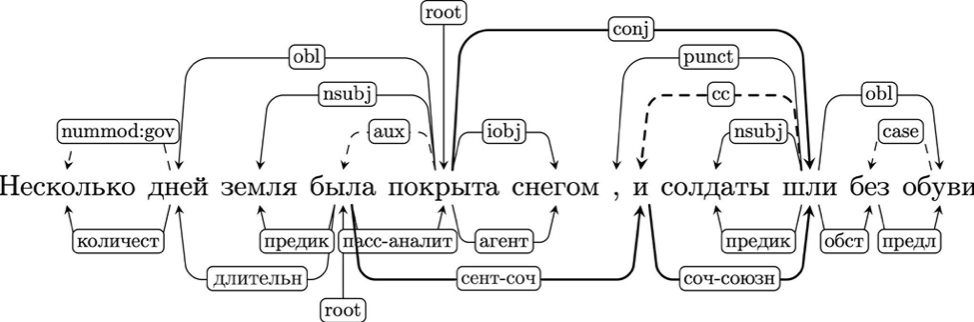 root
conj
obl punct
nsubj cc obl
nummod:gov aux iobj nsubj case
Несколько дней земля была покрыта снегом , и солдаты шли без обуви
количест предик пасс-аналит агент предик обст предл
длительн сент-соч соч-союзн
root